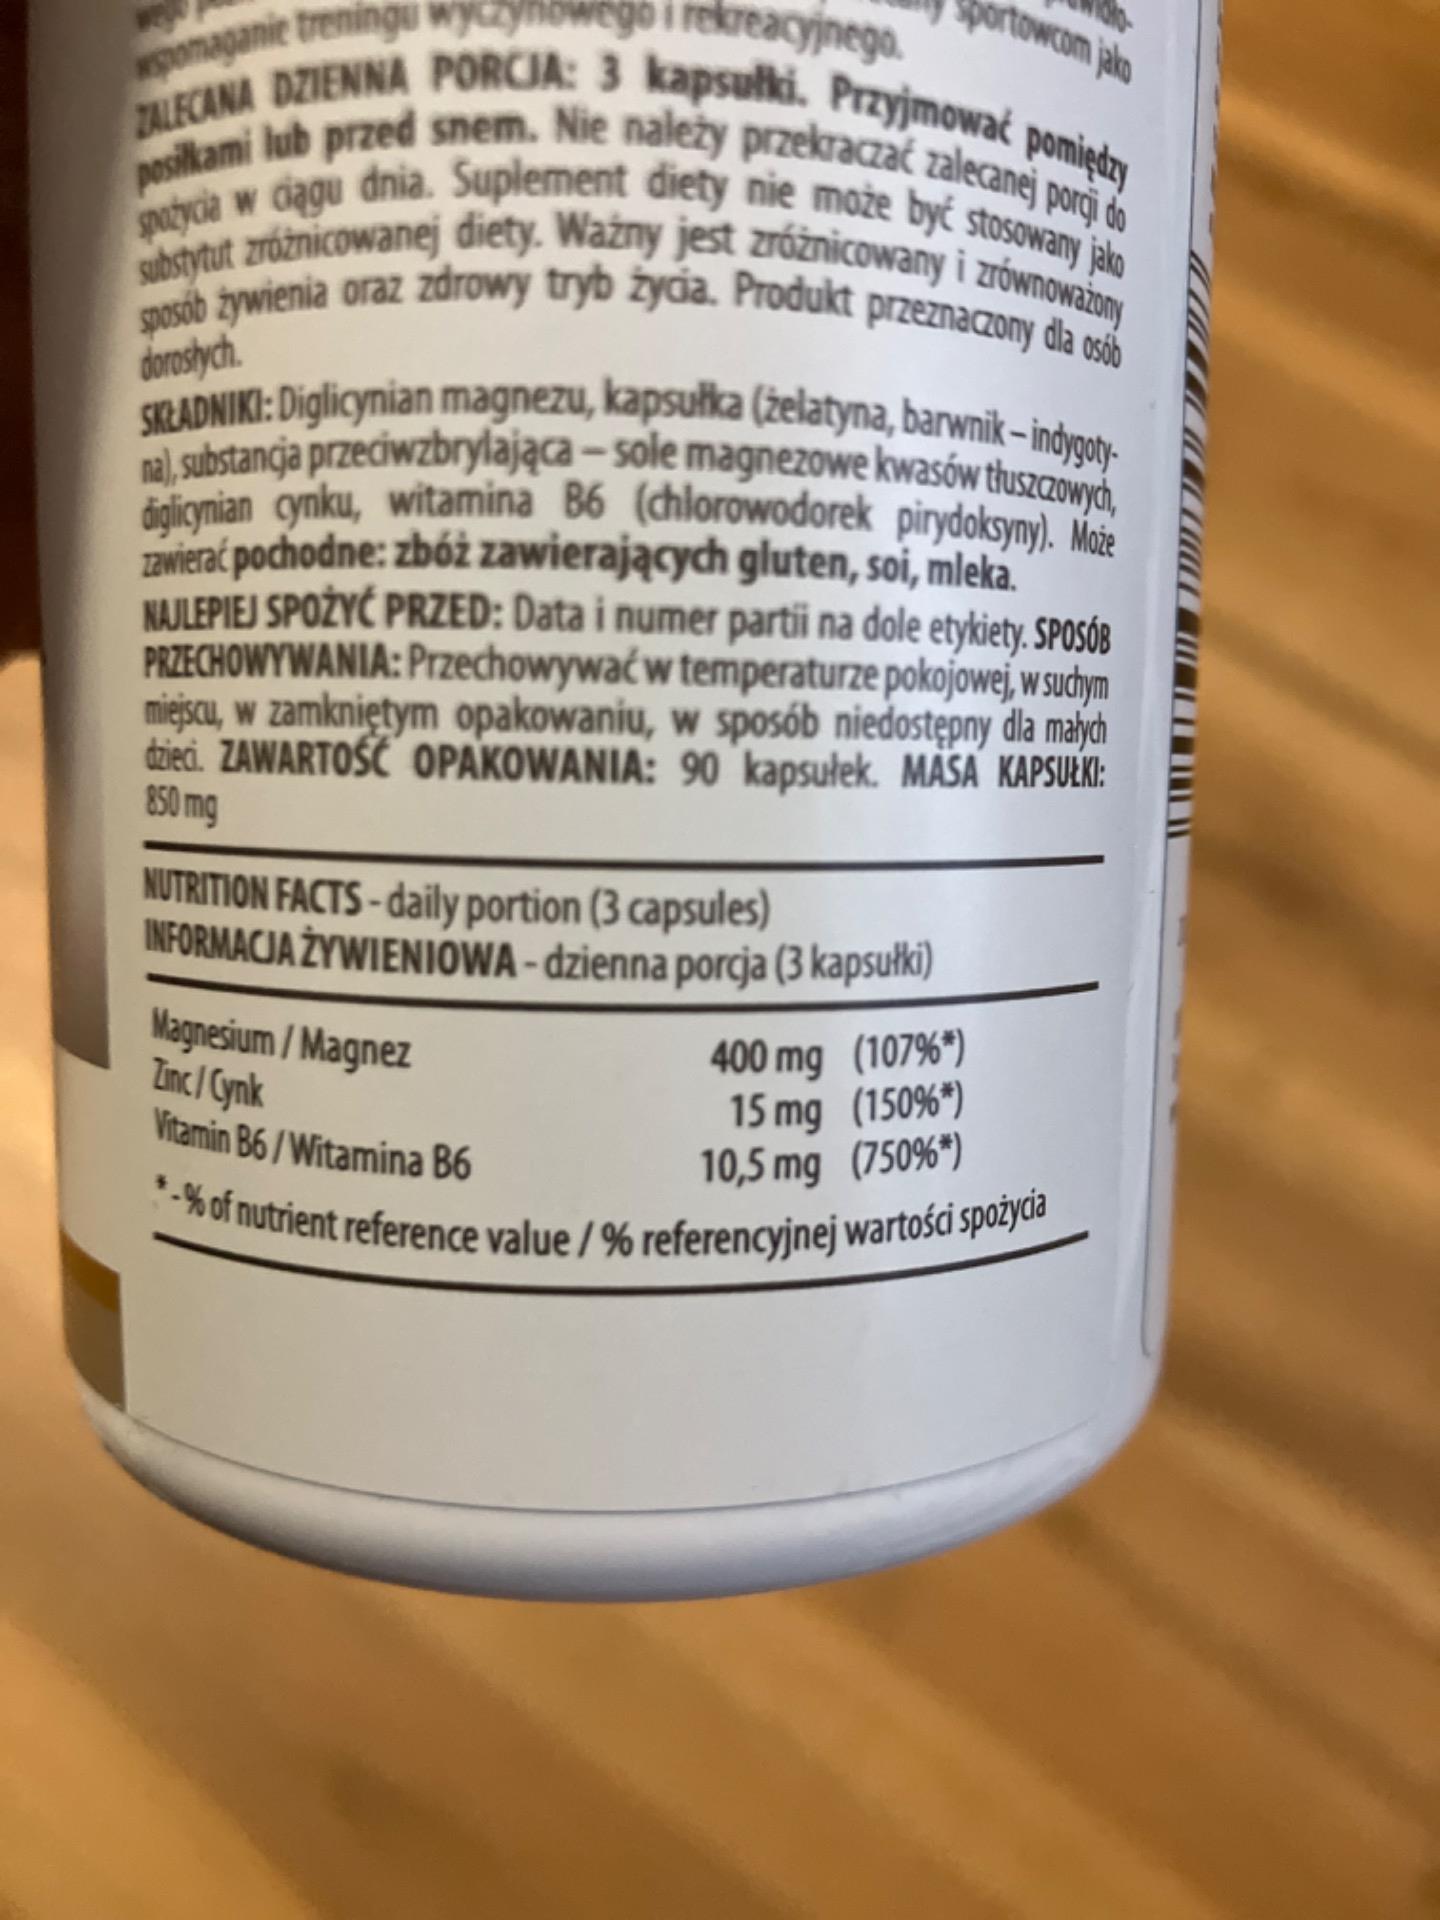 sportowcom jako
wspomaganie treningu wyczynowego i rekreacyjnego.
ZALECANA DZIENNA PORCJA: 3 kapsułki. Przyjmować pomiędzy
posiłkami lub przed snem. Nie należy przekraczać zalecanej porcji do
spożycia w ciągu dnia. Suplement diety nie może być stosowany jako
substytut zróżnicowanej diety. Ważny jest zróżnicowany i zrównoważony
sposób żywienia oraz zdrowy tryb życia. Produkt przeznaczony dla osób
dorosłych.
SKŁADNIKI: Diglicynian magnezu, kapsułka (żelatyna, barwnik – indygoty-
na), substancja przeciwzbrylająca – sole magnezowe kwasów tłuszczowych,
diglicynian cynku, witamina B6 (chlorowodorek pirydoksyny). Może
zawierać pochodne: zbóż zawierających gluten, soi, mleka.
NAJLEPIEJ SPOŻYĆ PRZED: Data i numer partii na dole etykiety. SPOSÓB
PRZECHOWYWANIA: Przechowywać w temperaturze pokojowej, w suchym
miejscu, w zamkniętym opakowaniu, w sposób niedostępny dla małych
dzieci. ZAWARTOŚĆ OPAKOWANIA: 90 kapsułek. MASA KAPSUŁKI:
850 mg
NUTRITION FACTS - daily portion (3 capsules)
INFORMACJA ŻYWIENIOWA - dzienna porcja (3 kapsułki)
Magnesium / Magnez 400 mg (107%*)
Zinc / Cynk 15 mg (150%*)
Vitamin B6 / Witamina B6 10,5 mg (750%*)
* - % of nutrient reference value / % referencyjnej wartości spożycia